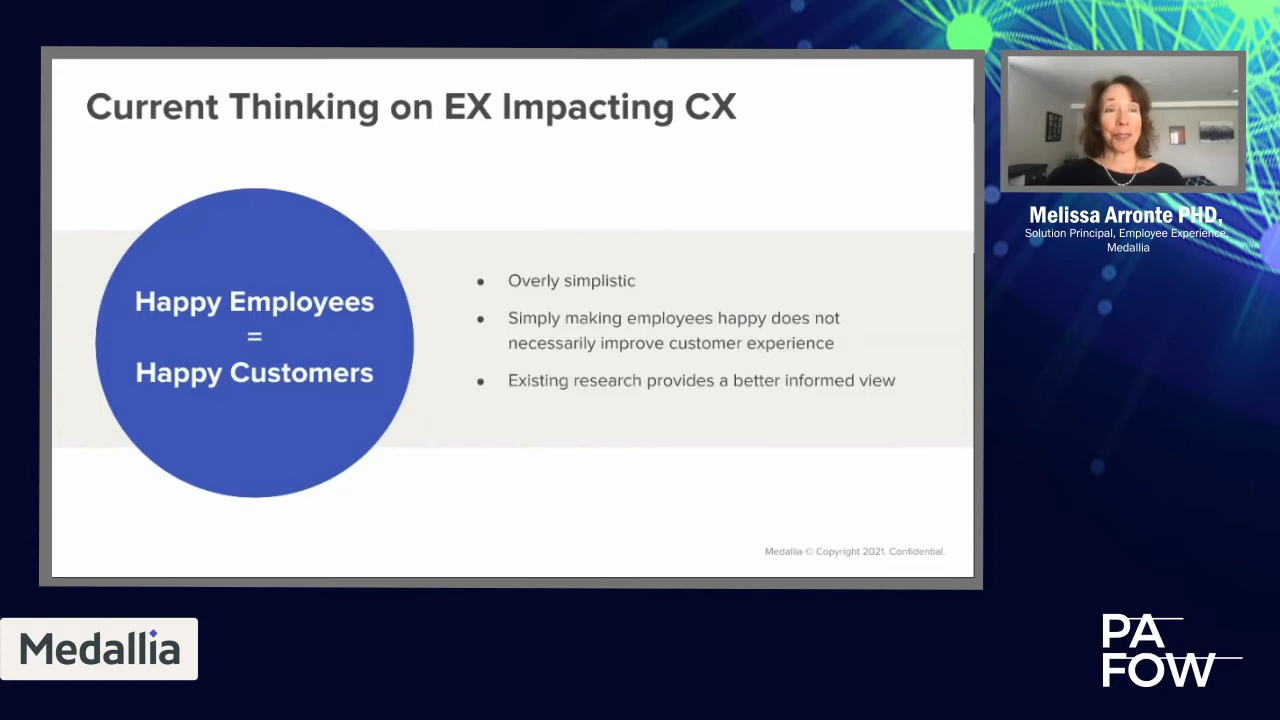 Current Thinking on EX Impacting CX
Happy Employees
=
Happy Customers
● Overly simplistic
● Simply making employees happy does not
necessarily improve customer experience
● Existing research provides a better informed view
Medallia © Copyright 2021. Confidential.
Melissa Arronte PHD,
Solution Principal, Employee Experience,
Medallia
Medallia
PA
FOW